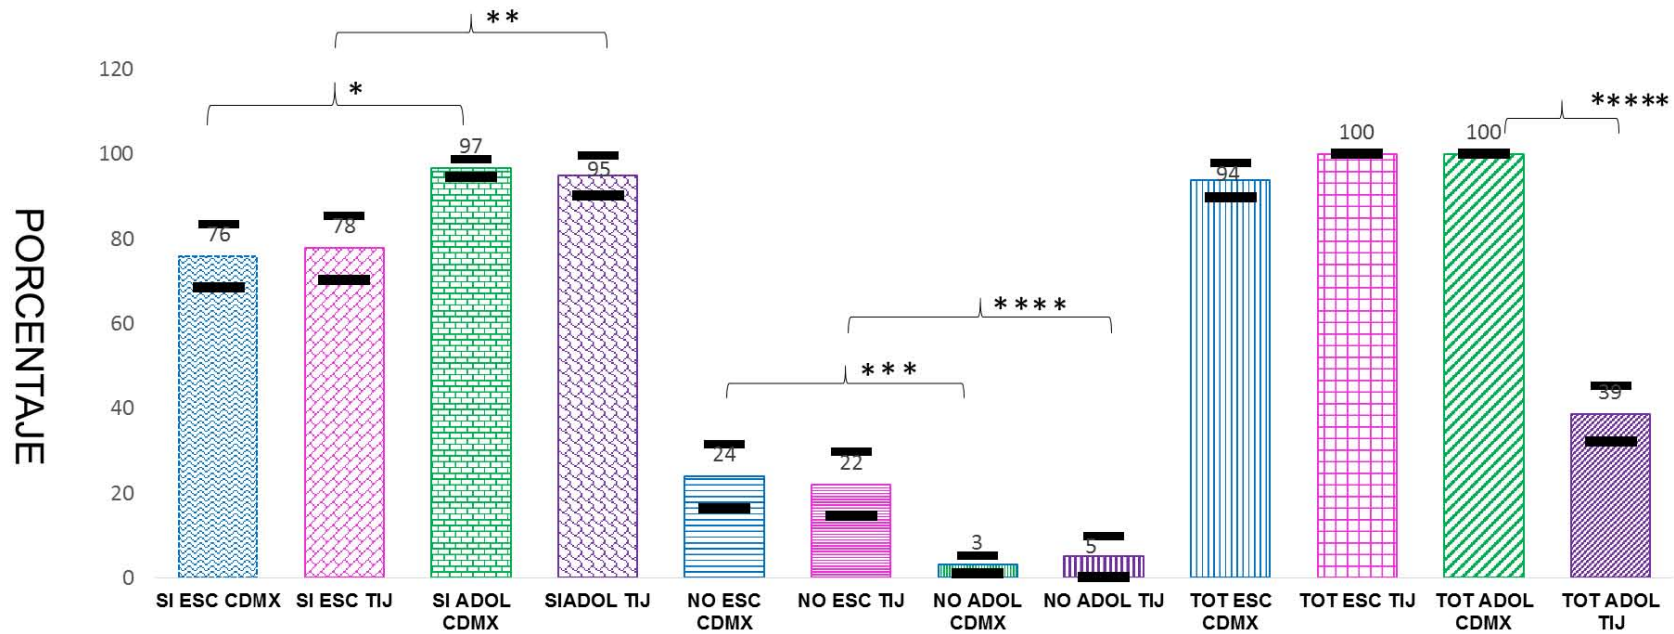 **
120
*
*****
100
97
95
100
100
94
80
76
78
PORCENTAJE
60
****
***
40
39
24
22
20
3
5
0
SI ESC CDMX
SI ESC TIJ
SI ADOL
CDMX
SIADOL TIJ
NO ESC
CDMX
NO ESC TIJ
NO ADOL
CDMX
NO ADOL TIJ
TOT ESC
CDMX
TOT ESC TIJ
TOT ADOL
CDMX
TOT ADOL
TIJ